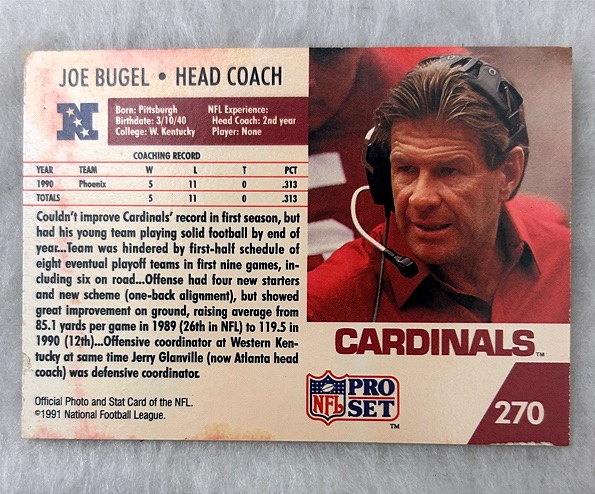 JOE BUGEL • HEAD COACH
N
Born: Pittsburgh
Birthdate: 3/10/40
College: W. Kentucky
NFL Experience:
Head Coach: 2nd year
Player: None
COACHING RECORD
YEAR TEAM W L T PCT
1990 Phoenix 5 11 0 .313
TOTALS 5 11 0 .313
Couldn't improve Cardinals' record in first season, but
had his young team playing solid football by end of
year...Team was hindered by first-half schedule of
eight eventual playoff teams in first nine games, in-
cluding six on road...Offense had four new starters
and new scheme (one-back alignment), but showed
great improvement on ground, raising average from
85.1 yards per game in 1989 (26th in NFL) to 119.5 in
1990 (12th)...Offensive coordinator at Western Ken-
tucky at same time Jerry Glanville (now Atlanta head
coach) was defensive coordinator.
Official Photo and Stat Card of the NFL.
©1991 National Football League.
CARDINALS™
NFL PRO SET™
270